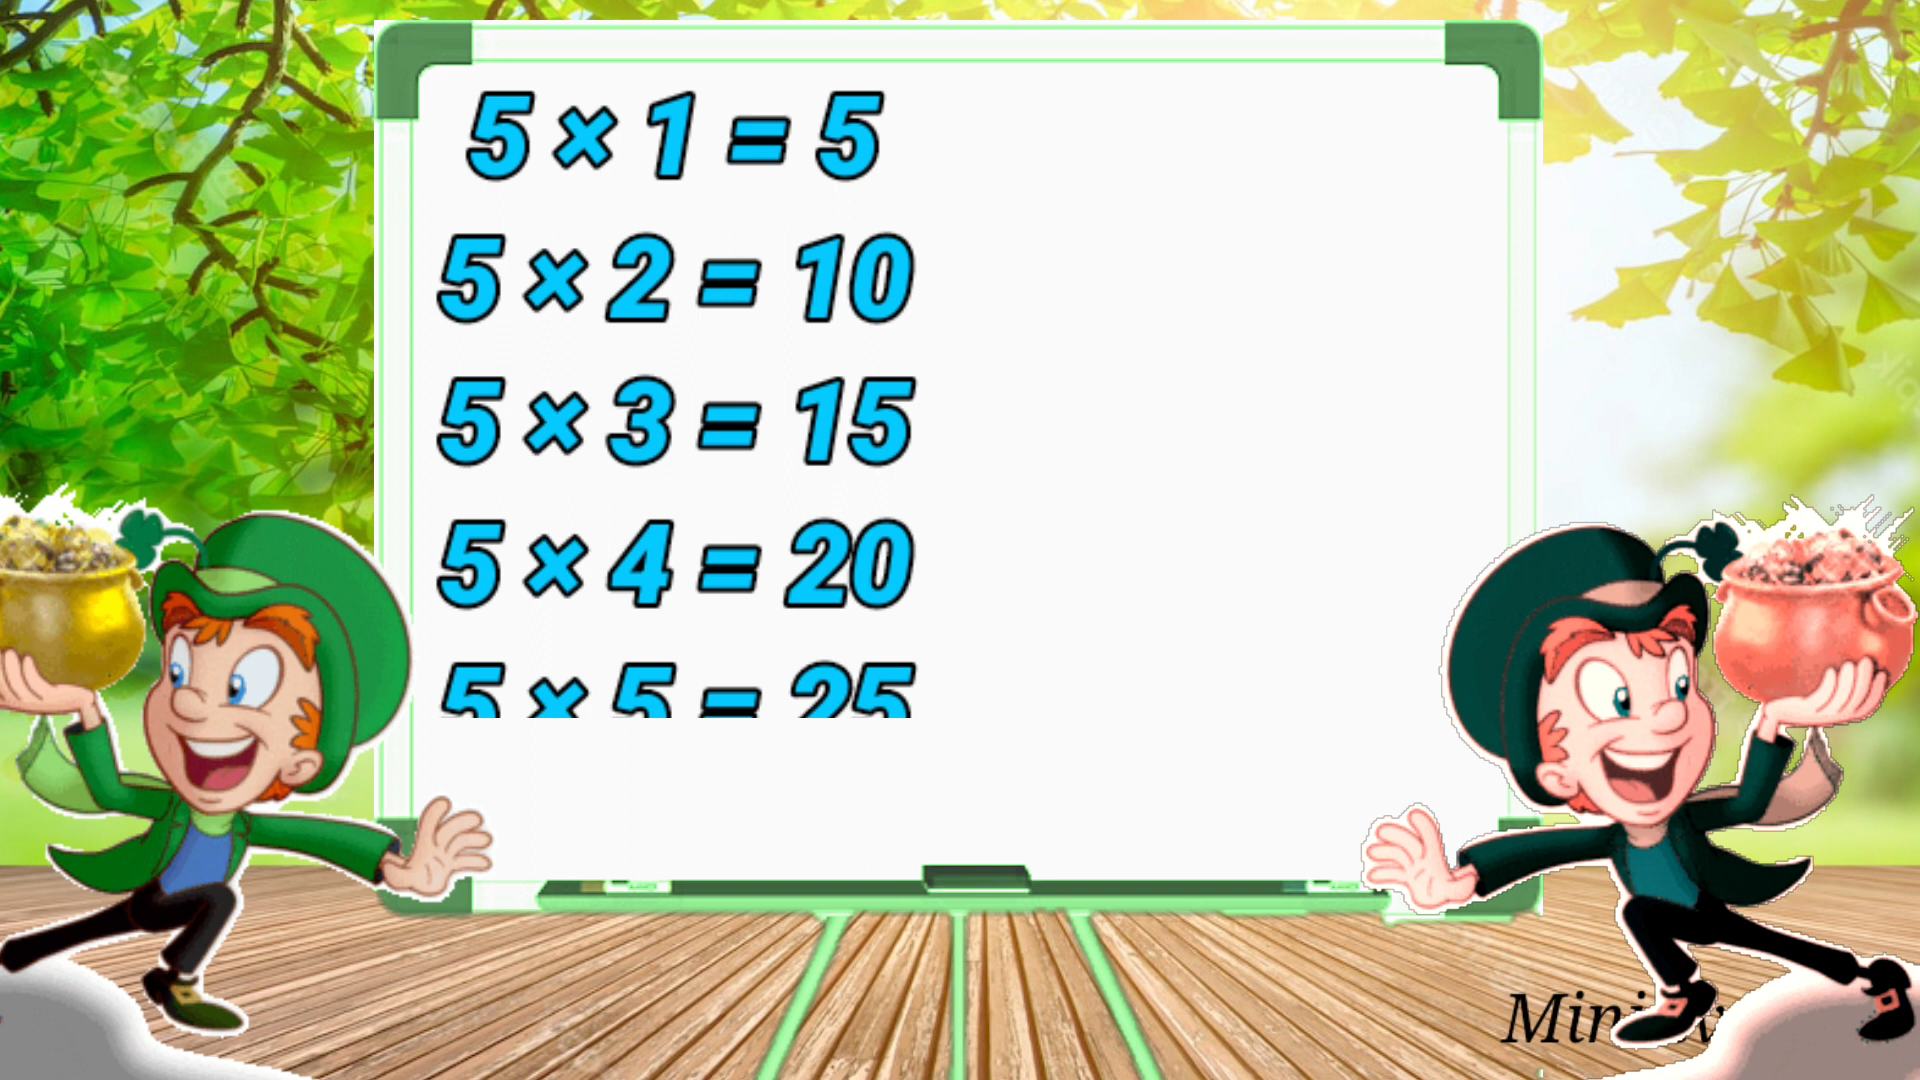 5 × 1 = 5
5 × 2 = 10
5 × 3 = 15
5 × 4 = 20
5 × 5 = 25